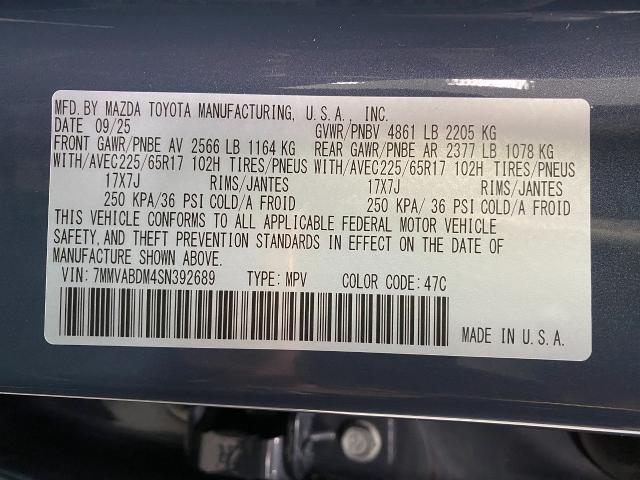 MFD. BY MAZDA TOYOTA MANUFACTURING, U.S.A., INC.
DATE 09/25 GVWR/PNBV 4861 LB 2205 KG
FRONT GAWR/PNBE AV 2566 LB 1164 KG REAR GAWR/PNBE AR 2377 LB 1078 KG
WITH/AVEC225/65R17 102H TIRES/PNEUS WITH/AVEC225/65R17 102H TIRES/PNEUS
17X7J RIMS/JANTES 17X7J RIMS/JANTES
250 KPA/36 PSI COLD/A FROID 250 KPA/ 36 PSI COLD/A FROID
THIS VEHICLE CONFORMS TO ALL APPLICABLE FEDERAL MOTOR VEHICLE
SAFETY, AND THEFT PREVENTION STANDARDS IN EFFECT ON THE DATE OF
MANUFACTURE SHOWN ABOVE.
VIN: 7MMVABDM4SN392689 TYPE: MPV COLOR CODE: 47C
MADE IN U.S.A.